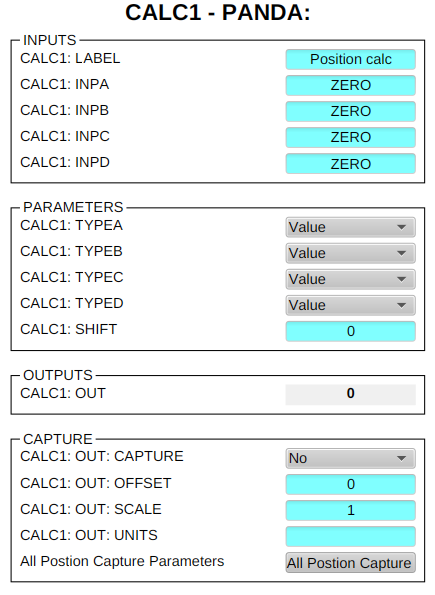 CALC1 - PANDA:
INPUTS
CALC1: LABEL Position calc
CALC1: INPA ZERO
CALC1: INPB ZERO
CALC1: INPC ZERO
CALC1: INPD ZERO
PARAMETERS
CALC1: TYPEA Value
CALC1: TYPEB Value
CALC1: TYPEC Value
CALC1: TYPED Value
CALC1: SHIFT 0
OUTPUTS
CALC1: OUT 0
CAPTURE
CALC1: OUT: CAPTURE No
CALC1: OUT: OFFSET 0
CALC1: OUT: SCALE 1
CALC1: OUT: UNITS
All Postion Capture Parameters All Postion Capture